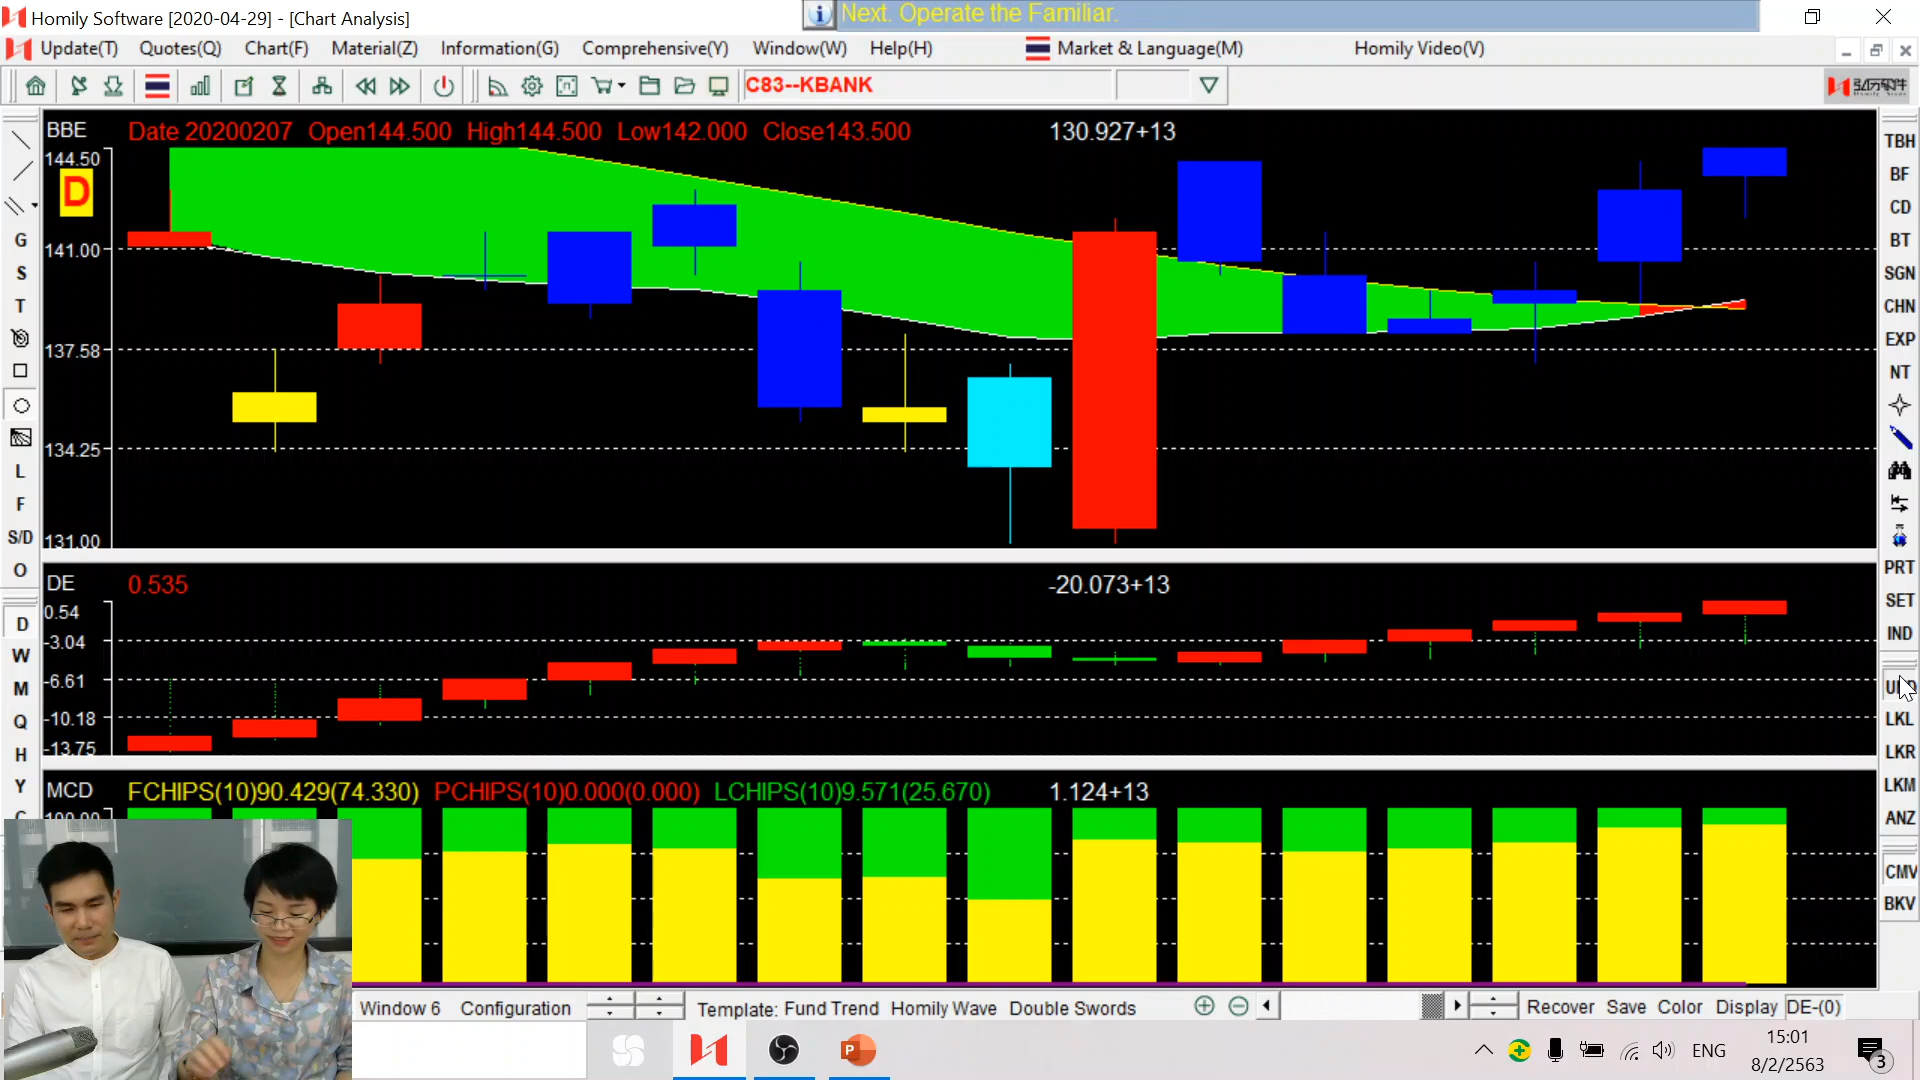 Homily Software [2020-04-29] - [Chart Analysis]
Next. Operate the Familiar.
Update(T) Quotes(Q) Chart(F) Material(Z) Information(G) Comprehensive(Y) Window(W) Help(H) Market & Language(M) Homily Video(V)
C83--KBANK
BBE Date 20200207 Open144.500 High144.500 Low142.000 Close143.500 130.927+13
144.50
D
141.00
137.58
134.25
131.00
DE 0.535 -20.073+13
0.54
-3.04
-6.61
-10.18
-13.75
MCD FCHIPS(10)90.429(74.330) PCHIPS(10)0.000(0.000) LCHIPS(10)9.571(25.670) 1.124+13
G
S
T
L
F
S/D
O
D
W
M
Q
H
Y
TBH
BF
CD
BT
SGN
CHN
EXP
NT
PRT
SET
IND
LKL
LKR
LKM
ANZ
CMV
BKV
Window 6 Configuration Template: Fund Trend Homily Wave Double Swords Recover Save Color Display DE-(0)
ENG
15:01
8/2/2563
3